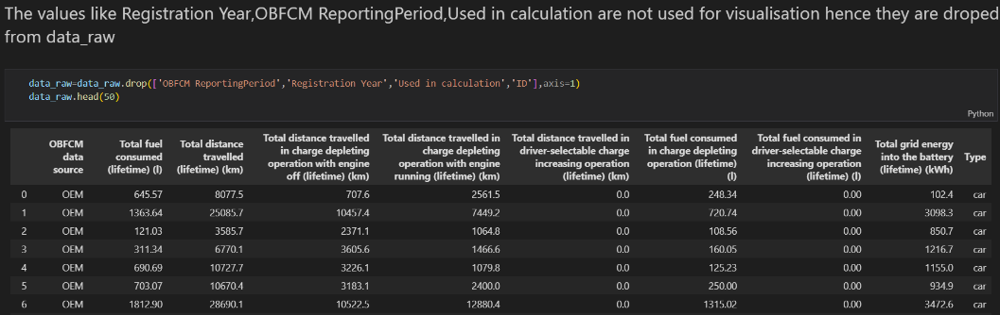 The values like Registration Year,OBFCM ReportingPeriod,Used in calculation are not used for visualisation hence they are droped
from data_raw
data_raw=data_raw.drop(['OBFCM ReportingPeriod','Registration Year','Used in calculation','ID'],axis=1)
data_raw.head(50)
Python
OBFCM data source | Total fuel consumed (lifetime) (l) | Total distance travelled (lifetime) (km) | Total distance travelled in charge depleting operation with engine off (lifetime) (km) | Total distance travelled in charge depleting operation with engine running (lifetime) (km) | Total distance travelled in driver-selectable charge increasing operation (lifetime) (km) | Total fuel consumed in charge depleting operation (lifetime) (l) | Total fuel consumed in driver-selectable charge increasing operation (lifetime) (l) | Total grid energy into the battery (lifetime) (kWh) | Type
0 OEM 645.57 8077.5 707.6 2561.5 0.0 248.34 0.00 102.4 car
1 OEM 1363.64 25085.7 10457.4 7449.2 0.0 720.74 0.00 3098.3 car
2 OEM 121.03 3585.7 2371.1 1064.8 0.0 108.56 0.00 850.7 car
3 OEM 311.34 6770.1 3605.6 1466.6 0.0 160.05 0.00 1216.7 car
4 OEM 690.69 10727.7 3226.1 1079.8 0.0 125.23 0.00 1155.0 car
5 OEM 703.07 10670.4 3183.1 2400.0 0.0 250.00 0.00 934.9 car
6 OEM 1812.90 28690.1 10522.5 12880.4 0.0 1315.02 0.00 3472.6 car